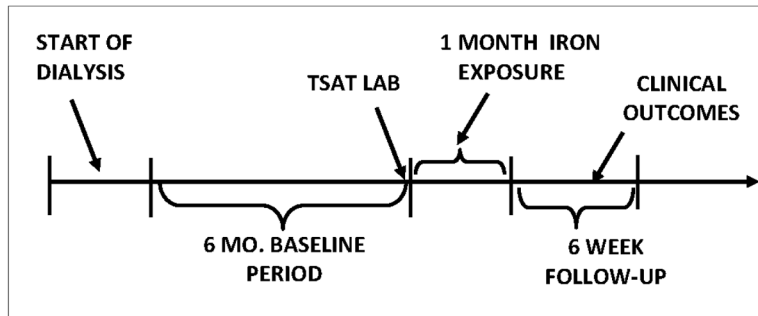 START OF
DIALYSIS
TSAT LAB
1 MONTH IRON
EXPOSURE
CLINICAL
OUTCOMES
6 MO. BASELINE
PERIOD
6 WEEK
FOLLOW-UP